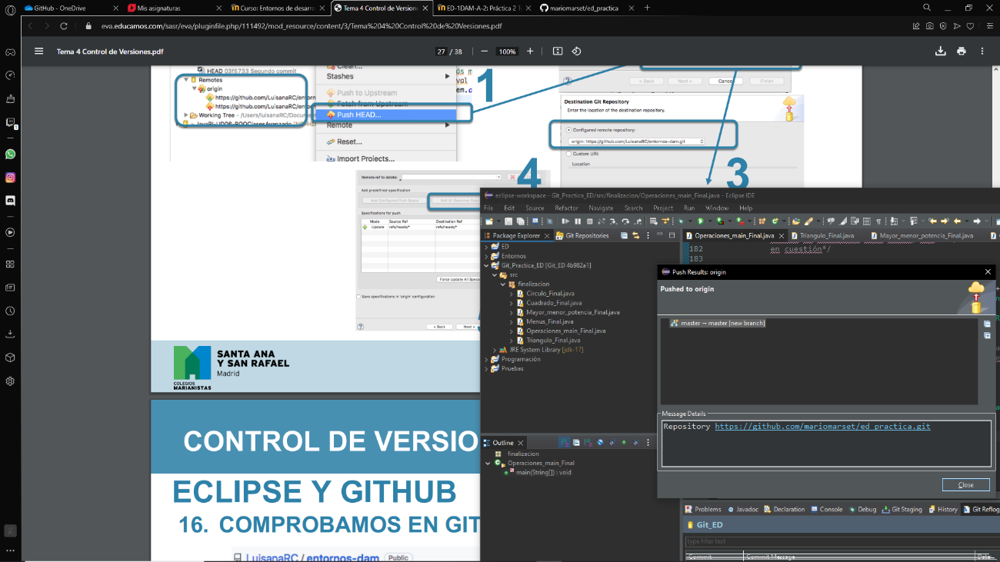 GitHub - OneDrive
Mis asignaturas
Curso: Entornos de desarro
Tema 4 Control de Versione
ED-1DAM-A-2: Práctica 2 T
mariomarset/ed_practica
eva.educamos.com/sasr/eva/pluginfile.php/111492/mod_resource/content/3/Tema%204%20Control%20de%20Versiones.pdf
Tema 4 Control de Versiones.pdf
27 / 38
100%
HEAD 03f5733 Segundo commit
Remotes
origin
https://github.com/LuisanaRC/entor
https://github.com/LuisanaRC/entorn
Working Tree - /Users/luisanaRC/Docume
Clean...
Stashes
Push to Upstream
Fetch from Upstream
Push HEAD...
Remote
Reset...
Import Projects...
1
< Back
Next >
Cance
Finish
Destination Git Repository
Enter the location of the destination repository.
Configured remote repository:
origin: https://github.com/LuisanaRC/entornos-dam.git
Custom URI:
Location
3
4
Remote ref to delete:
Add predefined specification
Add Configured Push Specs
Add All Branches Spec
Specifications for push
Mode
Source Ref
Destination Ref
Update
refs/heads/*
refs/heads/*
Force Update All Specs
Save specifications in 'origin' configuration
< Back
Next >
SANTA ANA
Y SAN RAFAEL
Madrid
COLEGIOS
MARIANISTAS
CONTROL DE VERSIO
ECLIPSE Y GITHUB
16. COMPROBAMOS EN GIT
LuisanaRC / entornos-dam
Public
eclipse-workspace - Git_Practica_ED/src/finalizacion/Operaciones_main_Final.java - Eclipse IDE
File Edit Source Refactor Navigate Search Project Run Window Help
Package Explorer
Git Repositories
ED
Entornos
Git_Practica_ED [Git_ED 4b982a1]
src
finalizacion
Circulo_Final.java
Cuadrado_Final.java
Mayor_menor_potencia_Final.java
Menus_Final.java
Operaciones_main_Final.java
Triangulo_Final.java
JRE System Library [jdk-17]
Programación
Pruebas
Operaciones_main_Final.java
Triangulo_Final.java
Mayor_menor_potencia_Final.java
182
en cuestión*/
183
Push Results: origin
Pushed to origin
master → master [new branch]
Message Details
Repository https://github.com/mariomarset/ed_practica.git
Close
Outline
finalizacion
Operaciones_main_Final
main(String[]) : void
Problems
Javadoc
Declaration
Console
Debug
Git Staging
History
Git Reflog
Git_ED
type filter text
Commit
Commit Message
Date